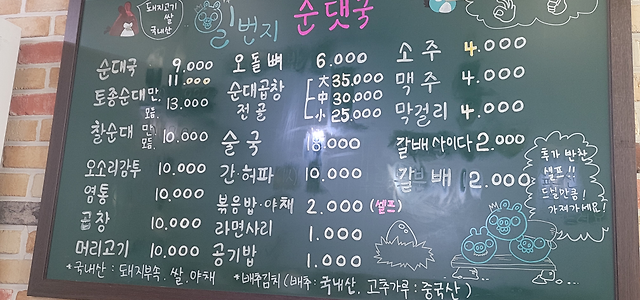 돼지고기
쌀
국내산
일번지
순댓국
순대국 9.000
토종순대 만. 11.000
모듬. 13.000
찰순대 만. 모듬. 10.000
오소리감투 10.000
염통 10.000
곱창 10.000
머리고기 10.000
오돌뼈 6.000
순대곱창전골 大 35.000
中 30.000
小 25.000
술국
간·허파 10.000
볶음밥·야채 2.000 (셀프)
라면사리 1.000
공기밥 1.000
소주 4.000
맥주 4.000
막걸리 4.000
갈배사이다 2.000
갈배 2.000
추가반찬
셀프!!
드실만큼!
가져가세요!
*국내산 : 돼지부속. 쌀. 야채
*배추김치(배추: 국내산. 고추가루: 중국산)